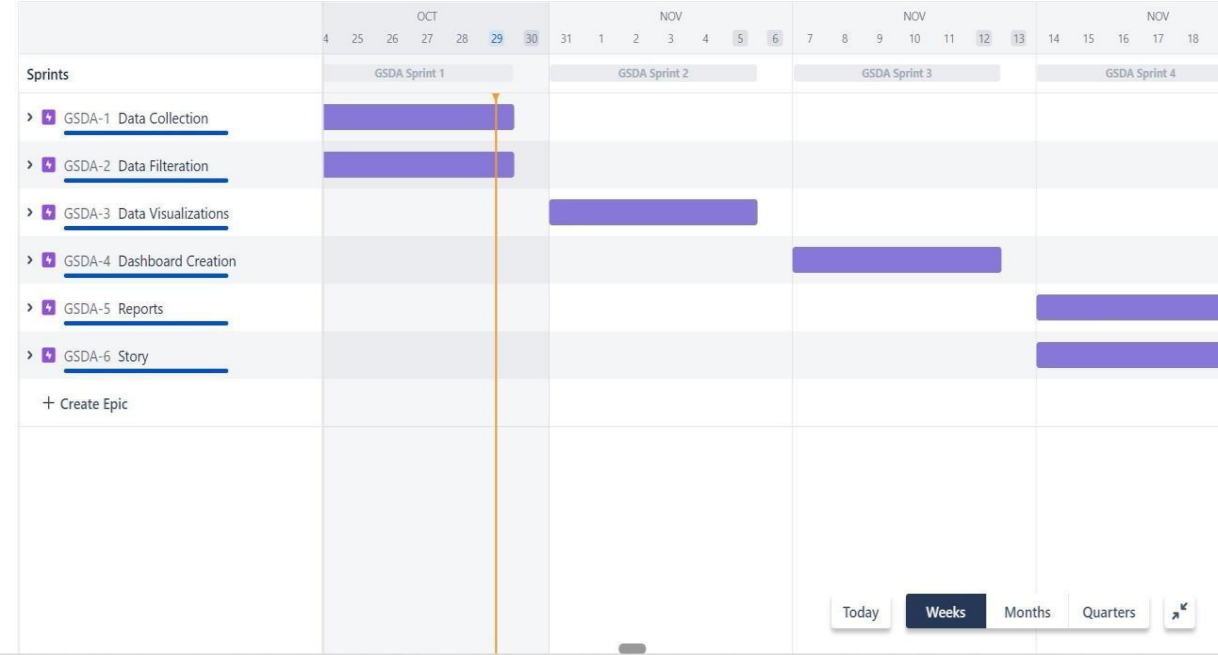 OCT NOV NOV NOV
4 25 26 27 28 29 30 31 1 2 3 4 5 6 7 8 9 10 11 12 13 14 15 16 17 18
Sprints GSDA Sprint 1 GSDA Sprint 2 GSDA Sprint 3 GSDA Sprint 4
GSDA-1 Data Collection
GSDA-2 Data Filteration
GSDA-3 Data Visualizations
GSDA-4 Dashboard Creation
GSDA-5 Reports
GSDA-6 Story
+ Create Epic
Today Weeks Months Quarters